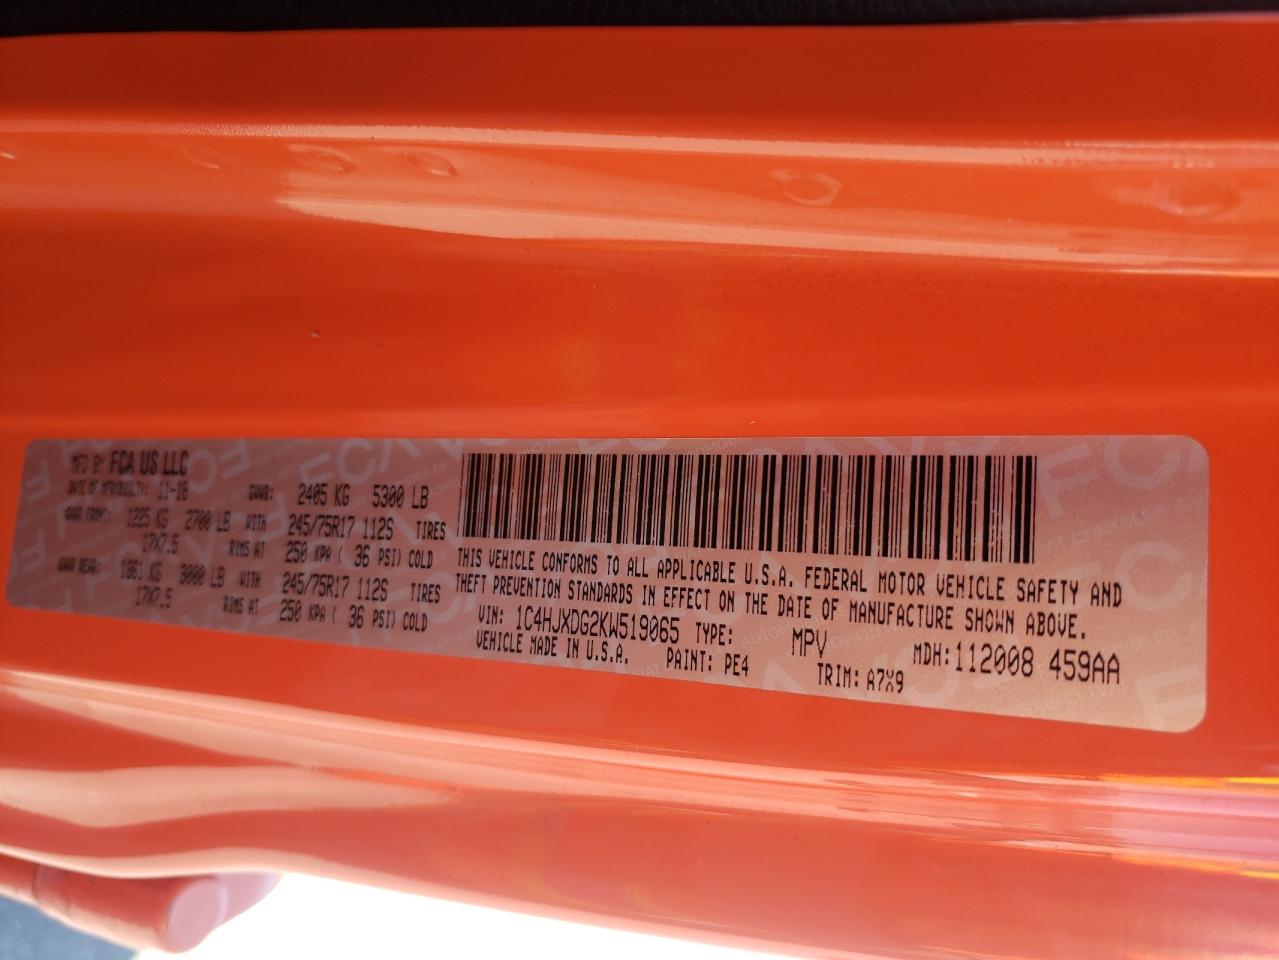 MFD BY: FCA US LLC
DATE OF MFR/BUILT: 11-18 GVWR: 2405 KG 5300 LB
GAWR FRONT: 1225 KG 2700 LB WITH 245/75R17 112S TIRES
17X7.5 RIMS AT 250 KPA ( 36 PSI) COLD
GAWR REAR: 1361 KG 3000 LB WITH 245/75R17 112S TIRES
17X7.5 RIMS AT 250 KPA ( 36 PSI) COLD
THIS VEHICLE CONFORMS TO ALL APPLICABLE U.S.A. FEDERAL MOTOR VEHICLE SAFETY AND
THEFT PREVENTION STANDARDS IN EFFECT ON THE DATE OF MANUFACTURE SHOWN ABOVE.
VIN: 1C4HJXDG2KW519065 TYPE: MPV MDH:112008 459AA
VEHICLE MADE IN U.S.A. PAINT: PE4 TRIM: A7X9